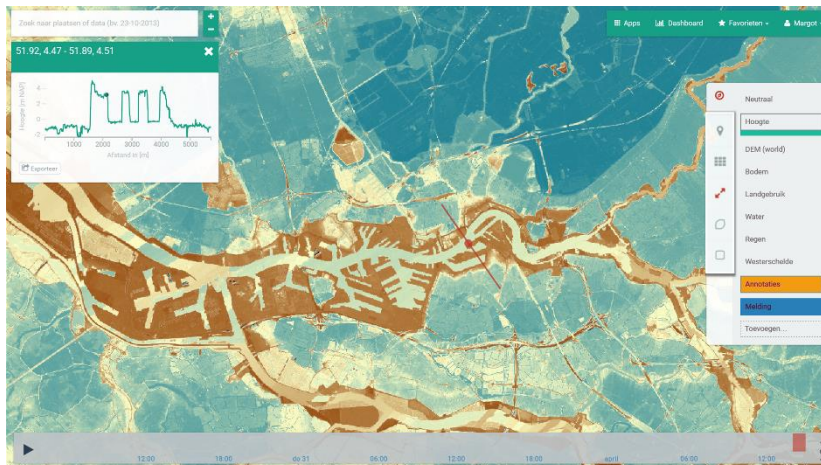 Zoek naar plaatsen of data (bv. 23-10-2013)
Apps Dashboard Favorieten Margot
51.92, 4.47 - 51.89, 4.51
Hoogte [m NAP]
4
2
0
-2
1000 2000 3000 4000 5000
Afstand in [m]
Exporteer
Neutraal
Hoogte
DEM (world)
Bodem
Landgebruik
Water
Regen
Westerschelde
Annotaties
Melding
Toevoegen...
12:00 18:00 do 31 06:00 12:00 18:00 april 06:00 12:00